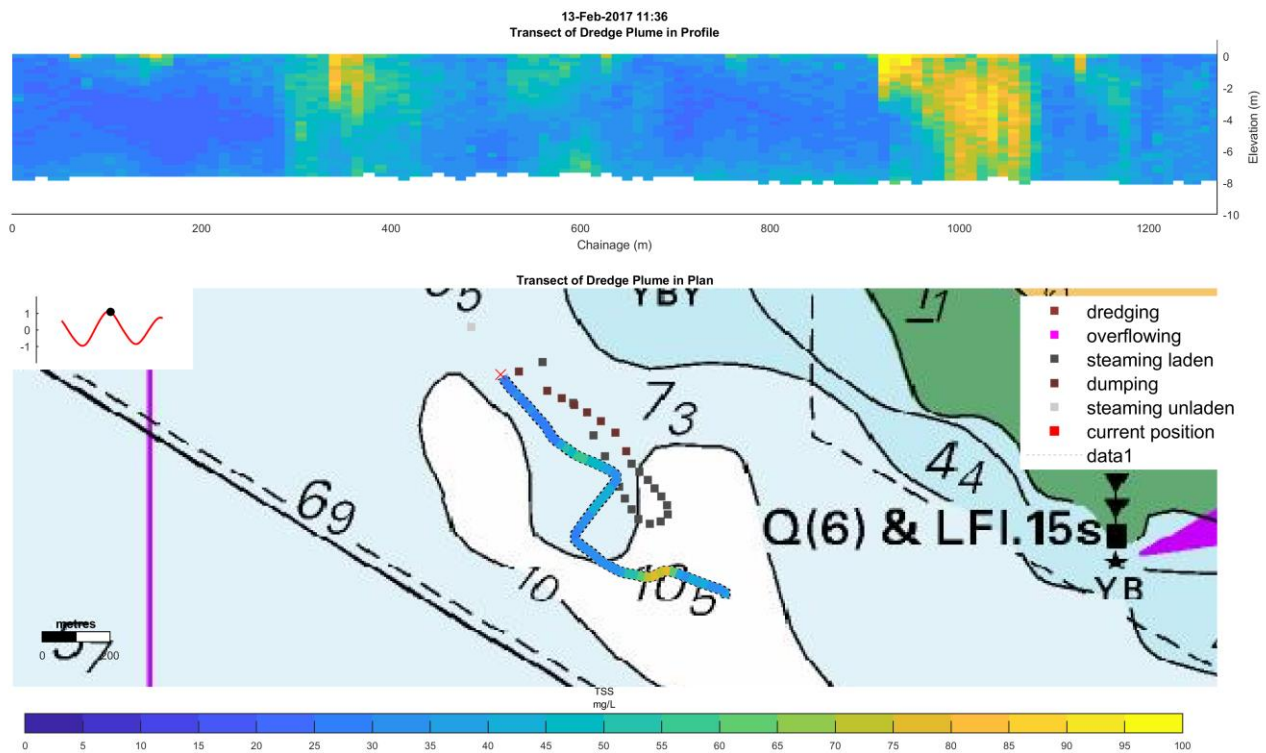 13-Feb-2017 11:36
Transect of Dredge Plume in Profile
0
-2
-4
-6
-8
-10
Elevation (m)
0 200 400 600 800 1000 1200
Chainage (m)
Transect of Dredge Plume in Plan
1
0
-1
YBY
dredging
overflowing
steaming laden
dumping
steaming unladen
current position
data1
7₃
4₄
6₉
Q(6) & LFl.15s
YB
10
10₅
metres
0 200
5₇
TSS
mg/L
0 5 10 15 20 25 30 35 40 45 50 55 60 65 70 75 80 85 90 95 100